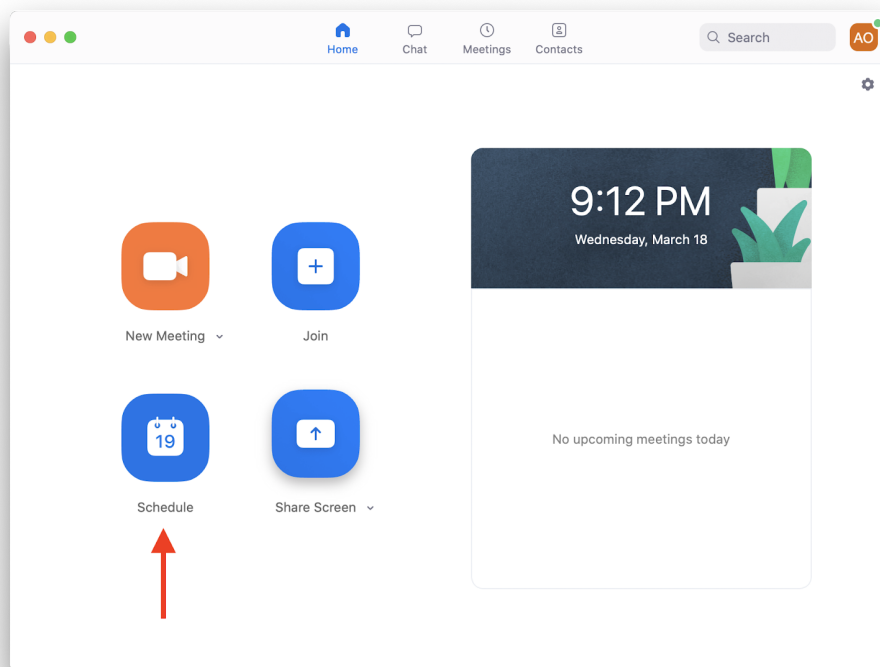 Home
Chat
Meetings
Contacts
Search
AO
9:12 PM
Wednesday, March 18
New Meeting
Join
19
Schedule
Share Screen
No upcoming meetings today